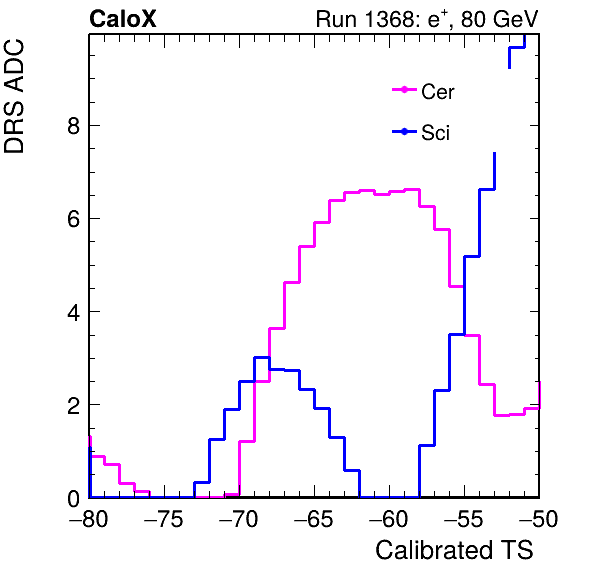 CaloX Run 1368: e⁺, 80 GeV
DRS ADC
Cer
Sci
8
6
4
2
0
−80 −75 −70 −65 −60 −55 −50
Calibrated TS